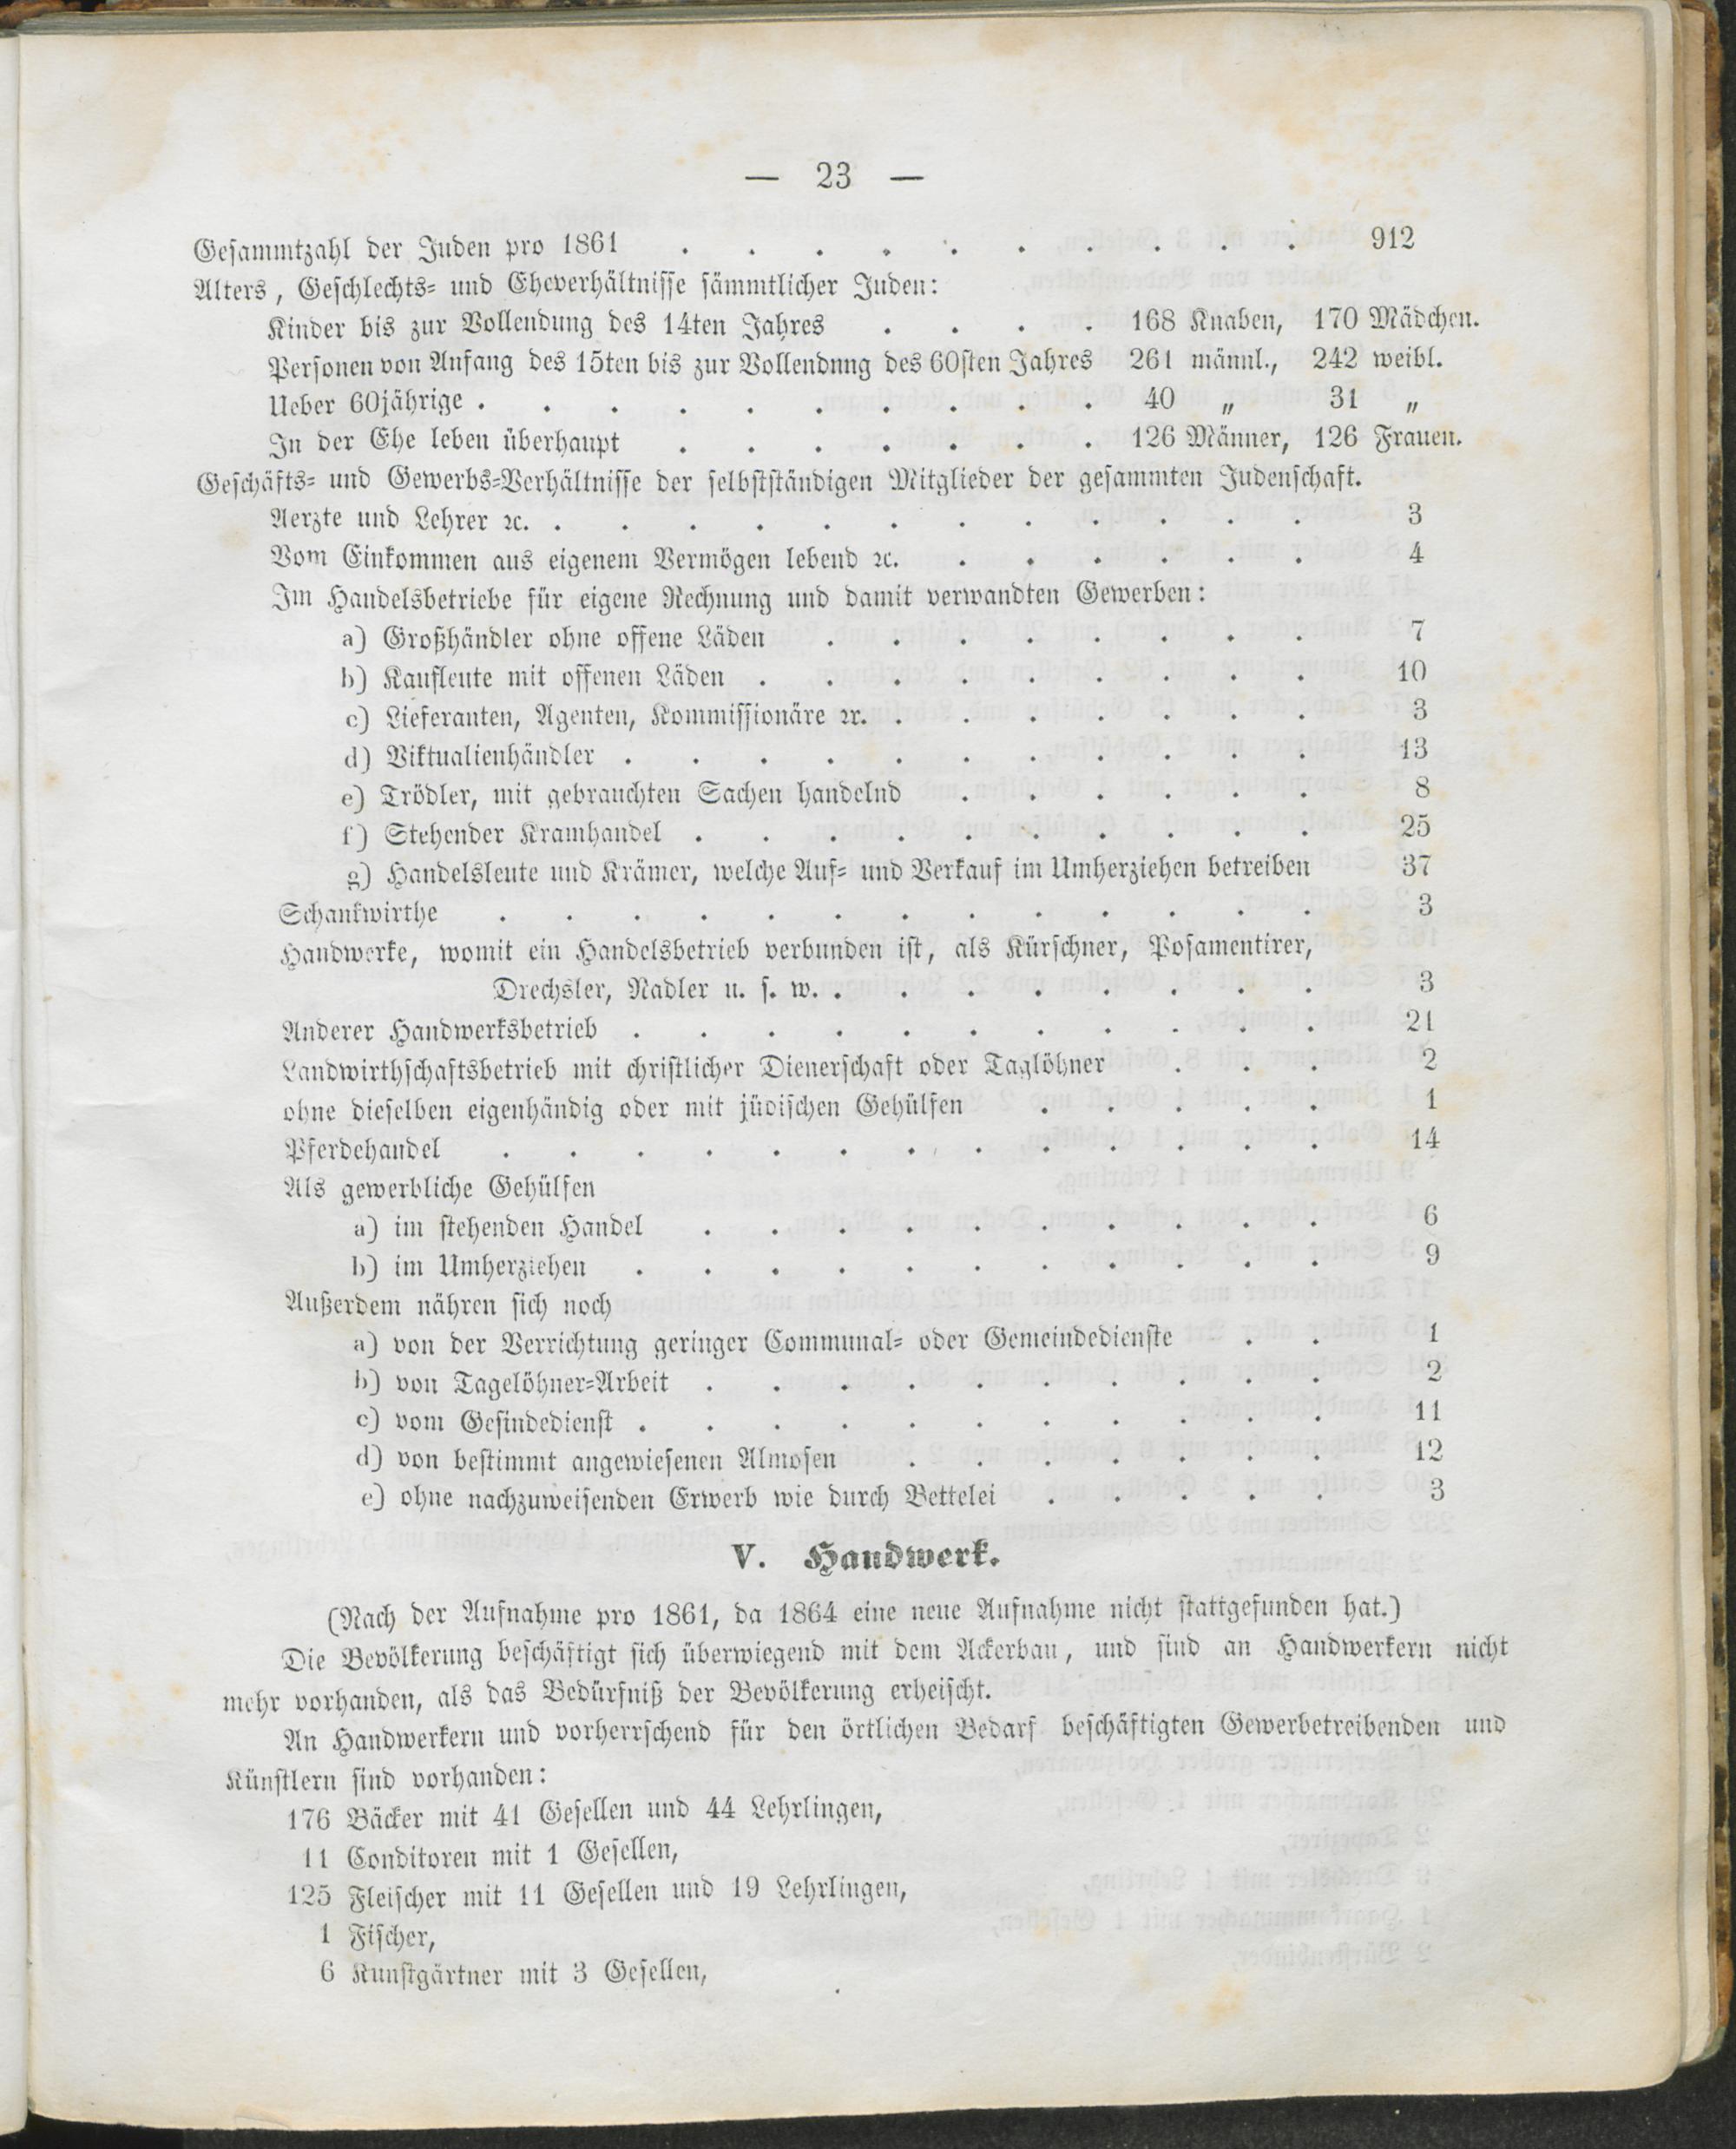 — 23 —
Gesammtzahl der Juden pro 1861 . . . . . . . . . . 912
Alters, Geschlechts- und Eheverhältnisse sämmtlicher Juden:
Kinder bis zur Vollendung des 14ten Jahres . . . . 168 Knaben, 170 Mädchen.
Personen von Anfang des 15ten bis zur Vollendung des 60sten Jahres 261 männl., 242 weibl.
Ueber 60jährige . . . . . . . . . . 40 „ 31 „
In der Ehe leben überhaupt . . . . . . . 126 Männer, 126 Frauen.
Geschäfts- und Gewerbs-Verhältnisse der selbstständigen Mitglieder der gesammten Judenschaft.
Aerzte und Lehrer ꝛc. . . . . . . . . . . . . 3
Vom Einkommen aus eigenem Vermögen lebend ꝛc. . . . . . . 4
Im Handelsbetriebe für eigene Rechnung und damit verwandten Gewerben:
a) Großhändler ohne offene Läden . . . . . . . . 7
b) Kaufleute mit offenen Läden . . . . . . . . . 10
c) Lieferanten, Agenten, Kommissionäre ꝛc. . . . . . . . 3
d) Viktualienhändler . . . . . . . . . . . 13
e) Trödler, mit gebrauchten Sachen handelnd . . . . . . 8
f) Stehender Kramhandel . . . . . . . . . . 25
g) Handelsleute und Krämer, welche Auf- und Verkauf im Umherziehen betreiben 37
Schankwirthe . . . . . . . . . . . . . 3
Handwerke, womit ein Handelsbetrieb verbunden ist, als Kürschner, Posamentirer,
Drechsler, Nadler u. s. w. . . . . . . . . 3
Anderer Handwerksbetrieb . . . . . . . . . . . 21
Landwirthschaftsbetrieb mit christlicher Dienerschaft oder Taglöhner . . . 2
ohne dieselben eigenhändig oder mit jüdischen Gehülfen . . . . . 1
Pferdehandel . . . . . . . . . . . . . 14
Als gewerbliche Gehülfen
a) im stehenden Handel . . . . . . . . . . 6
b) im Umherziehen . . . . . . . . . . . 9
Außerdem nähren sich noch
a) von der Verrichtung geringer Communal- oder Gemeindedienste . . 1
b) von Tagelöhner-Arbeit . . . . . . . . . . 2
c) vom Gesindedienst . . . . . . . . . . . 11
d) von bestimmt angewiesenen Almosen . . . . . . . 12
e) ohne nachzuweisenden Erwerb wie durch Bettelei . . . . . 3
V. Handwerk.
(Nach der Aufnahme pro 1861, da 1864 eine neue Aufnahme nicht stattgefunden hat.)
Die Bevölkerung beschäftigt sich überwiegend mit dem Ackerbau, und sind an Handwerkern nicht
mehr vorhanden, als das Bedürfniß der Bevölkerung erheischt.
An Handwerkern und vorherrschend für den örtlichen Bedarf beschäftigten Gewerbetreibenden und
Künstlern sind vorhanden:
176 Bäcker mit 41 Gesellen und 44 Lehrlingen,
11 Conditoren mit 1 Gesellen,
125 Fleischer mit 11 Gesellen und 19 Lehrlingen,
1 Fischer,
6 Kunstgärtner mit 3 Gesellen,